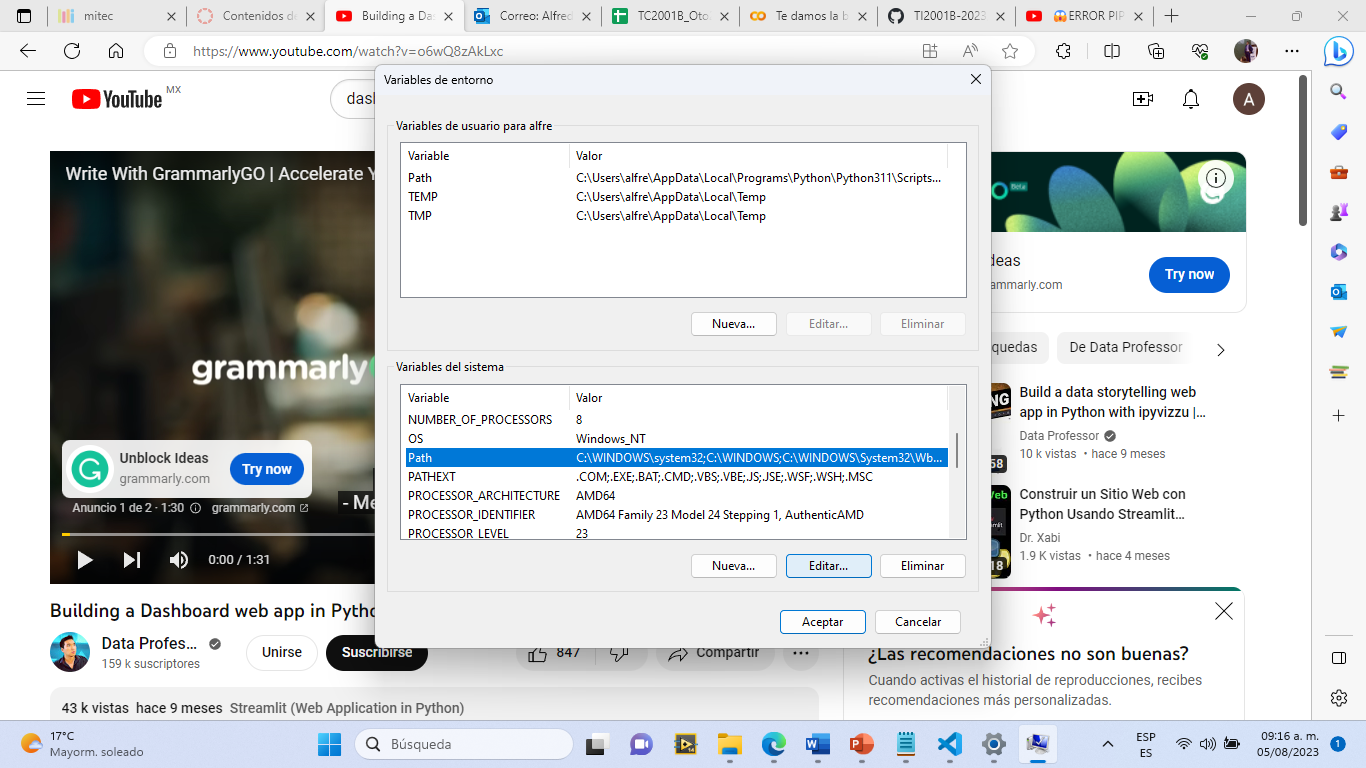 mitec
Contenidos de
Building a Das
Correo: Alfred
TC2001B_Oto
Te damos la b
TI2001B-2023
ERROR PIP
https://www.youtube.com/watch?v=o6wQ8zAkLxc
YouTube MX
dash
A
Variables de entorno
Variables de usuario para alfre
Variable Valor
Path C:\Users\alfre\AppData\Local\Programs\Python\Python311\Scripts...
TEMP C:\Users\alfre\AppData\Local\Temp
TMP C:\Users\alfre\AppData\Local\Temp
Nueva... Editar... Eliminar
Variables del sistema
Variable Valor
NUMBER_OF_PROCESSORS 8
OS Windows_NT
Path C:\WINDOWS\system32;C:\WINDOWS;C:\WINDOWS\System32\Wb...
PATHEXT .COM;.EXE;.BAT;.CMD;.VBS;.VBE;.JS;.JSE;.WSF;.WSH;.MSC
PROCESSOR_ARCHITECTURE AMD64
PROCESSOR_IDENTIFIER AMD64 Family 23 Model 24 Stepping 1, AuthenticAMD
PROCESSOR_LEVEL 23
Nueva... Editar... Eliminar
Aceptar Cancelar
Write With GrammarlyGO | Accelerate Y
grammarly
Unblock Ideas
grammarly.com
Try now
- Me
Anuncio 1 de 2 · 1:30 grammarly.com
0:00 / 1:31
Building a Dashboard web app in Pytho
Data Profes...
159 k suscriptores
Unirse
Suscribirse
847
Compartir
43 k vistas hace 9 meses Streamlit (Web Application in Python)
Beta
deas
ammarly.com
Try now
quedas
De Data Professor
Build a data storytelling web
app in Python with ipyvizzu |...
Data Professor
10 k vistas • hace 9 meses
58
Construir un Sitio Web con
Python Usando Streamlit...
Dr. Xabi
1.9 K vistas • hace 4 meses
18
¿Las recomendaciones no son buenas?
Cuando activas el historial de reproducciones, recibes
recomendaciones más personalizadas.
17°C
Mayorm. soleado
Búsqueda
ESP
ES
09:16 a. m.
05/08/2023
1